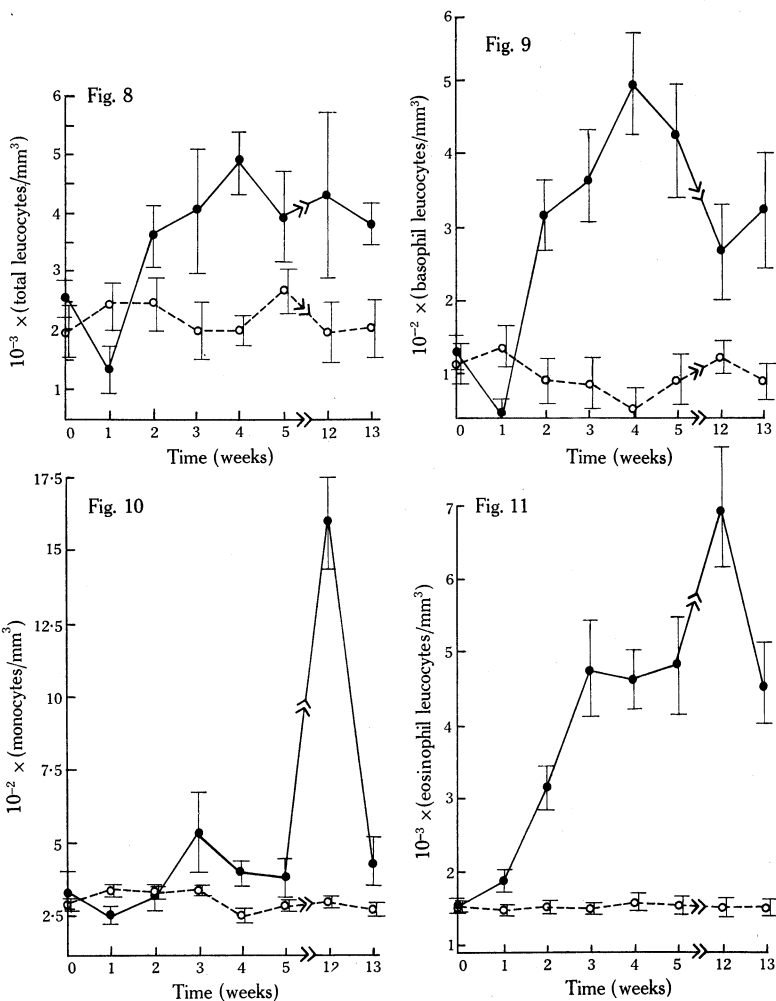 Fig. 8
10⁻³ × (total leucocytes/mm³)
6
5
4
3
2
1
0 1 2 3 4 5 12 13
Time (weeks)
Fig. 9
10⁻² × (basophil leucocytes/mm³)
6
5
4
3
2
1
0 1 2 3 4 5 12 13
Time (weeks)
Fig. 10
10⁻² × (monocytes/mm³)
17·5
15
12·5
10
7·5
5
2·5
0 1 2 3 4 5 12 13
Time (weeks)
Fig. 11
10⁻³ × (eosinophil leucocytes/mm³)
7
6
5
4
3
2
1
0 1 2 3 4 5 12 13
Time (weeks)